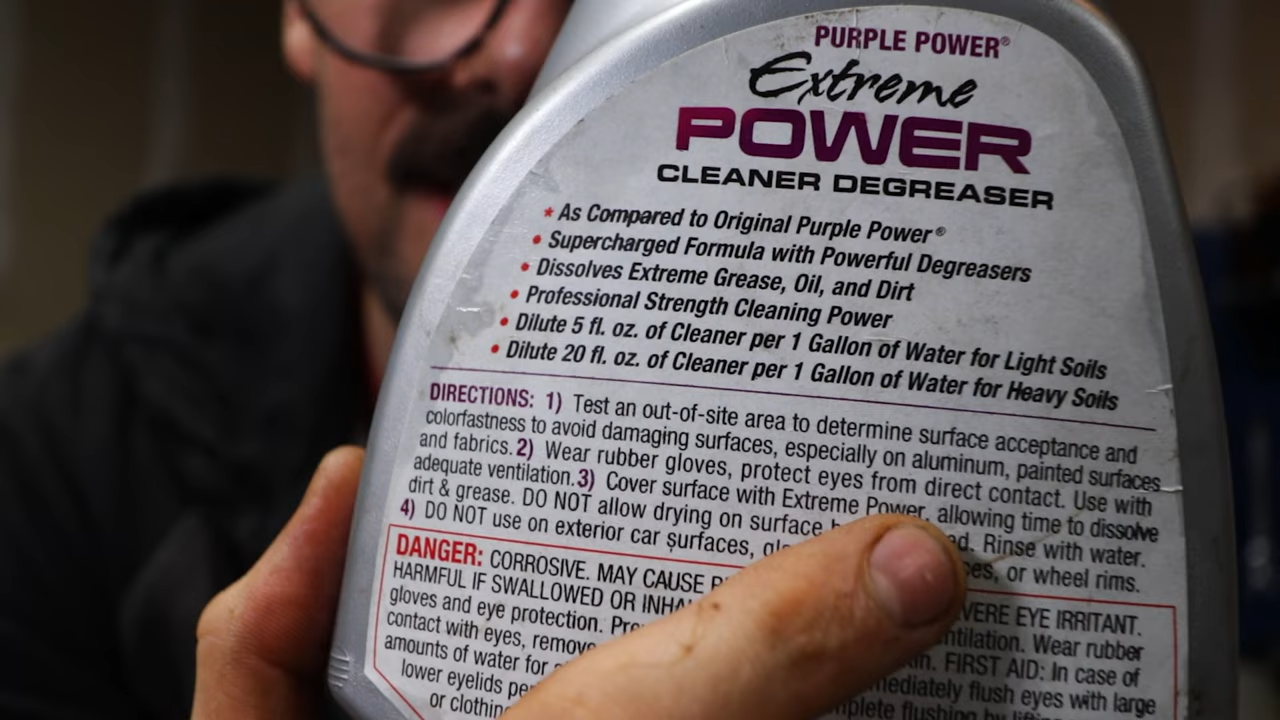 PURPLE POWER®
Extreme
POWER
CLEANER DEGREASER
* As Compared to Original Purple Power®
• Supercharged Formula with Powerful Degreasers
• Dissolves Extreme Grease, Oil, and Dirt
• Professional Strength Cleaning Power
• Dilute 5 fl. oz. of Cleaner per 1 Gallon of Water for Light Soils
• Dilute 20 fl. oz. of Cleaner per 1 Gallon of Water for Heavy Soils
DIRECTIONS: 1) Test an out-of-site area to determine surface acceptance and
colorfastness to avoid damaging surfaces, especially on aluminum, painted surfaces
and fabrics. 2) Wear rubber gloves, protect eyes from direct contact. Use with
adequate ventilation. 3) Cover surface with Extreme Power, allowing time to dissolve
dirt & grease. DO NOT allow drying on surface Rinse with water.
4) DO NOT use on exterior car surfaces, or wheel rims.
DANGER: CORROSIVE. MAY CAUSE EYE IRRITANT.
HARMFUL IF SWALLOWED OR Wear rubber
gloves and eye protection. FIRST AID: In case of
contact with eyes, flush eyes with large
amounts of water for flushing by
lower eyelids
or